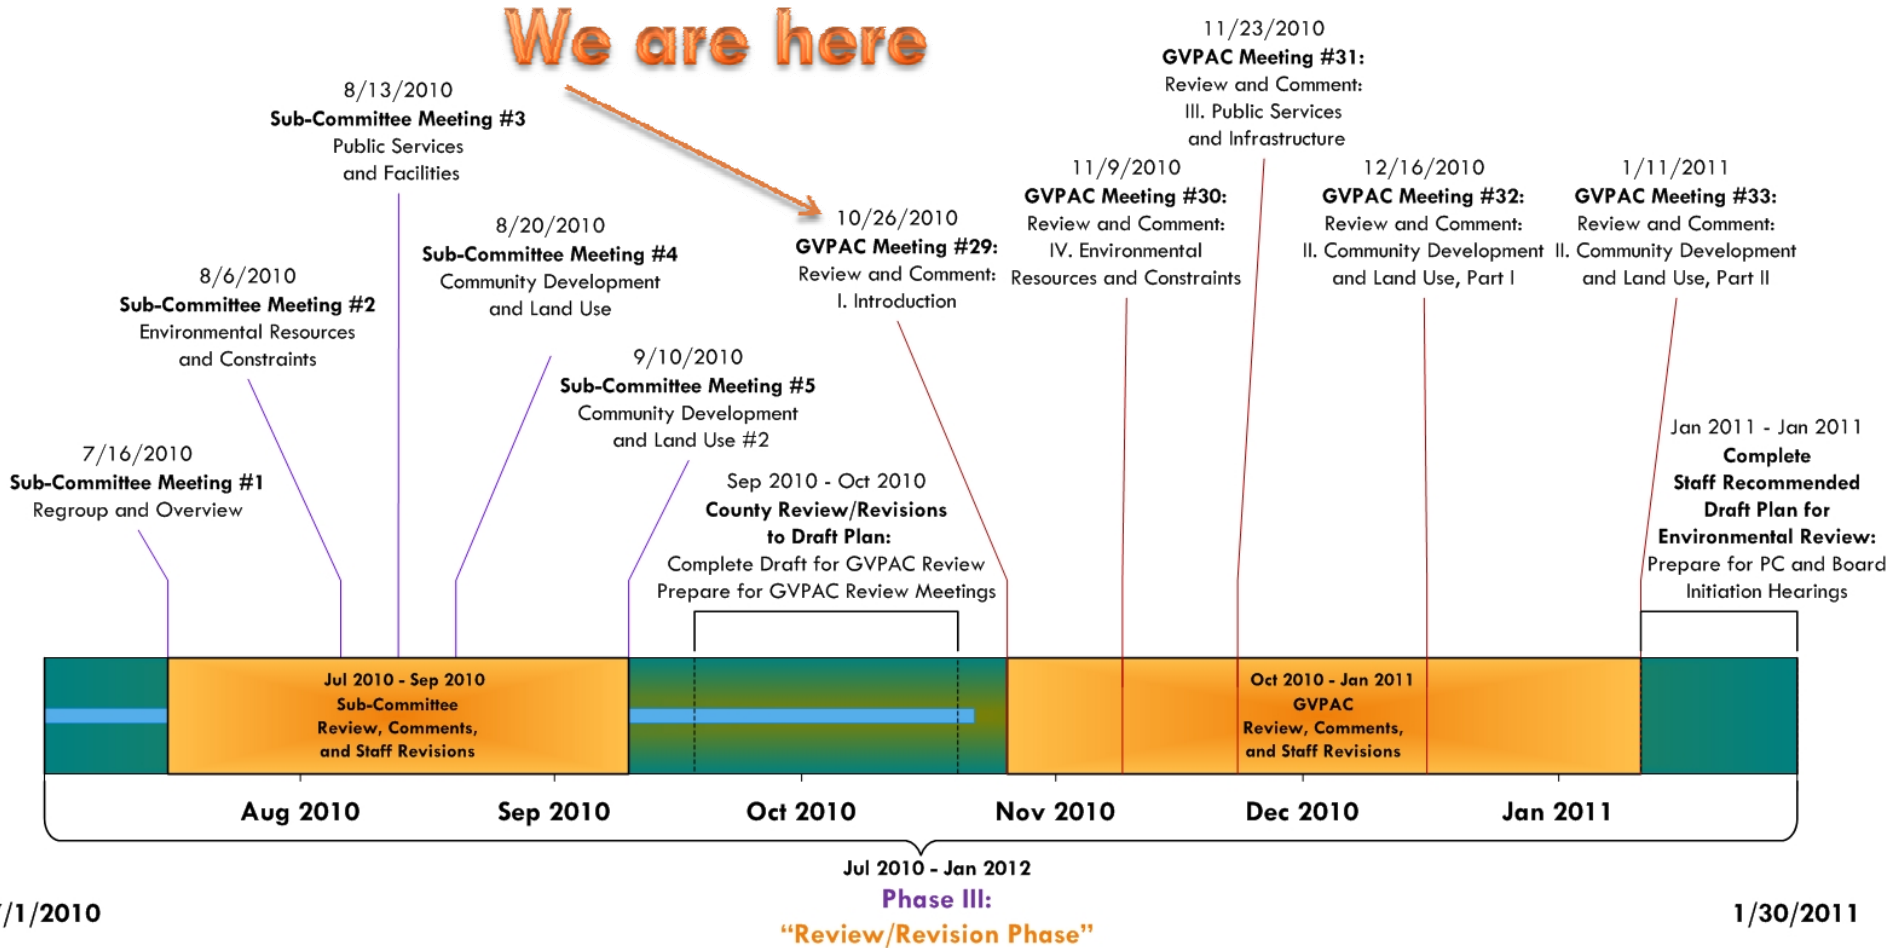 We are here
7/16/2010
Sub-Committee Meeting #1
Regroup and Overview
8/6/2010
Sub-Committee Meeting #2
Environmental Resources
and Constraints
8/13/2010
Sub-Committee Meeting #3
Public Services
and Facilities
8/20/2010
Sub-Committee Meeting #4
Community Development
and Land Use
9/10/2010
Sub-Committee Meeting #5
Community Development
and Land Use #2
Sep 2010 - Oct 2010
County Review/Revisions
to Draft Plan:
Complete Draft for GVPAC Review
Prepare for GVPAC Review Meetings
10/26/2010
GVPAC Meeting #29:
Review and Comment:
I. Introduction
11/9/2010
GVPAC Meeting #30:
Review and Comment:
IV. Environmental
Resources and Constraints
11/23/2010
GVPAC Meeting #31:
Review and Comment:
III. Public Services
and Infrastructure
12/16/2010
GVPAC Meeting #32:
Review and Comment:
II. Community Development
and Land Use, Part I
1/11/2011
GVPAC Meeting #33:
Review and Comment:
II. Community Development
and Land Use, Part II
Jan 2011 - Jan 2011
Complete
Staff Recommended
Draft Plan for
Environmental Review:
Prepare for PC and Board
Initiation Hearings
Jul 2010 - Sep 2010
Sub-Committee
Review, Comments,
and Staff Revisions
Oct 2010 - Jan 2011
GVPAC
Review, Comments,
and Staff Revisions
Aug 2010
Sep 2010
Oct 2010
Nov 2010
Dec 2010
Jan 2011
Jul 2010 - Jan 2012
Phase III:
“Review/Revision Phase”
/1/2010
1/30/2011